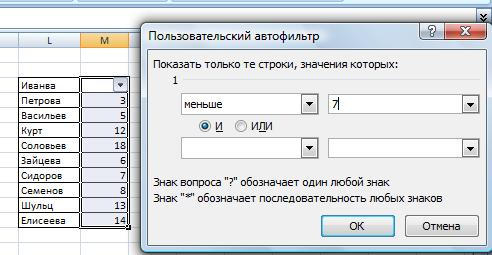 L M
Иванва
Петрова 3
Васильев 5
Курт 12
Соловьев 18
Зайцева 6
Сидоров 7
Семенов 8
Шульц 13
Елисеева 14
Пользовательский автофильтр
Показать только те строки, значения которых:
1
меньше 7
И ИЛИ
Знак вопроса "?" обозначает один любой знак
Знак "*" обозначает последовательность любых знаков
ОК Отмена